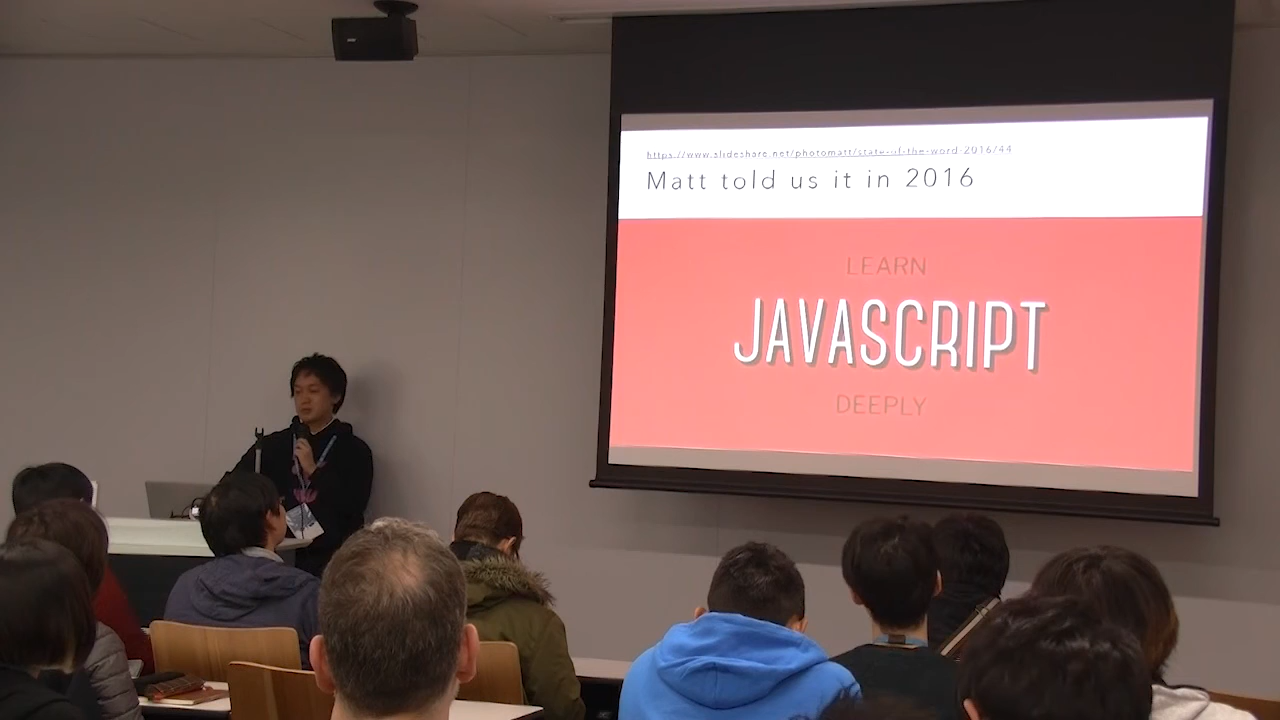 https://www.slideshare.net/photomatt/state-of-the-word-2016/44
Matt told us it in 2016
LEARN
JAVASCRIPT
DEEPLY